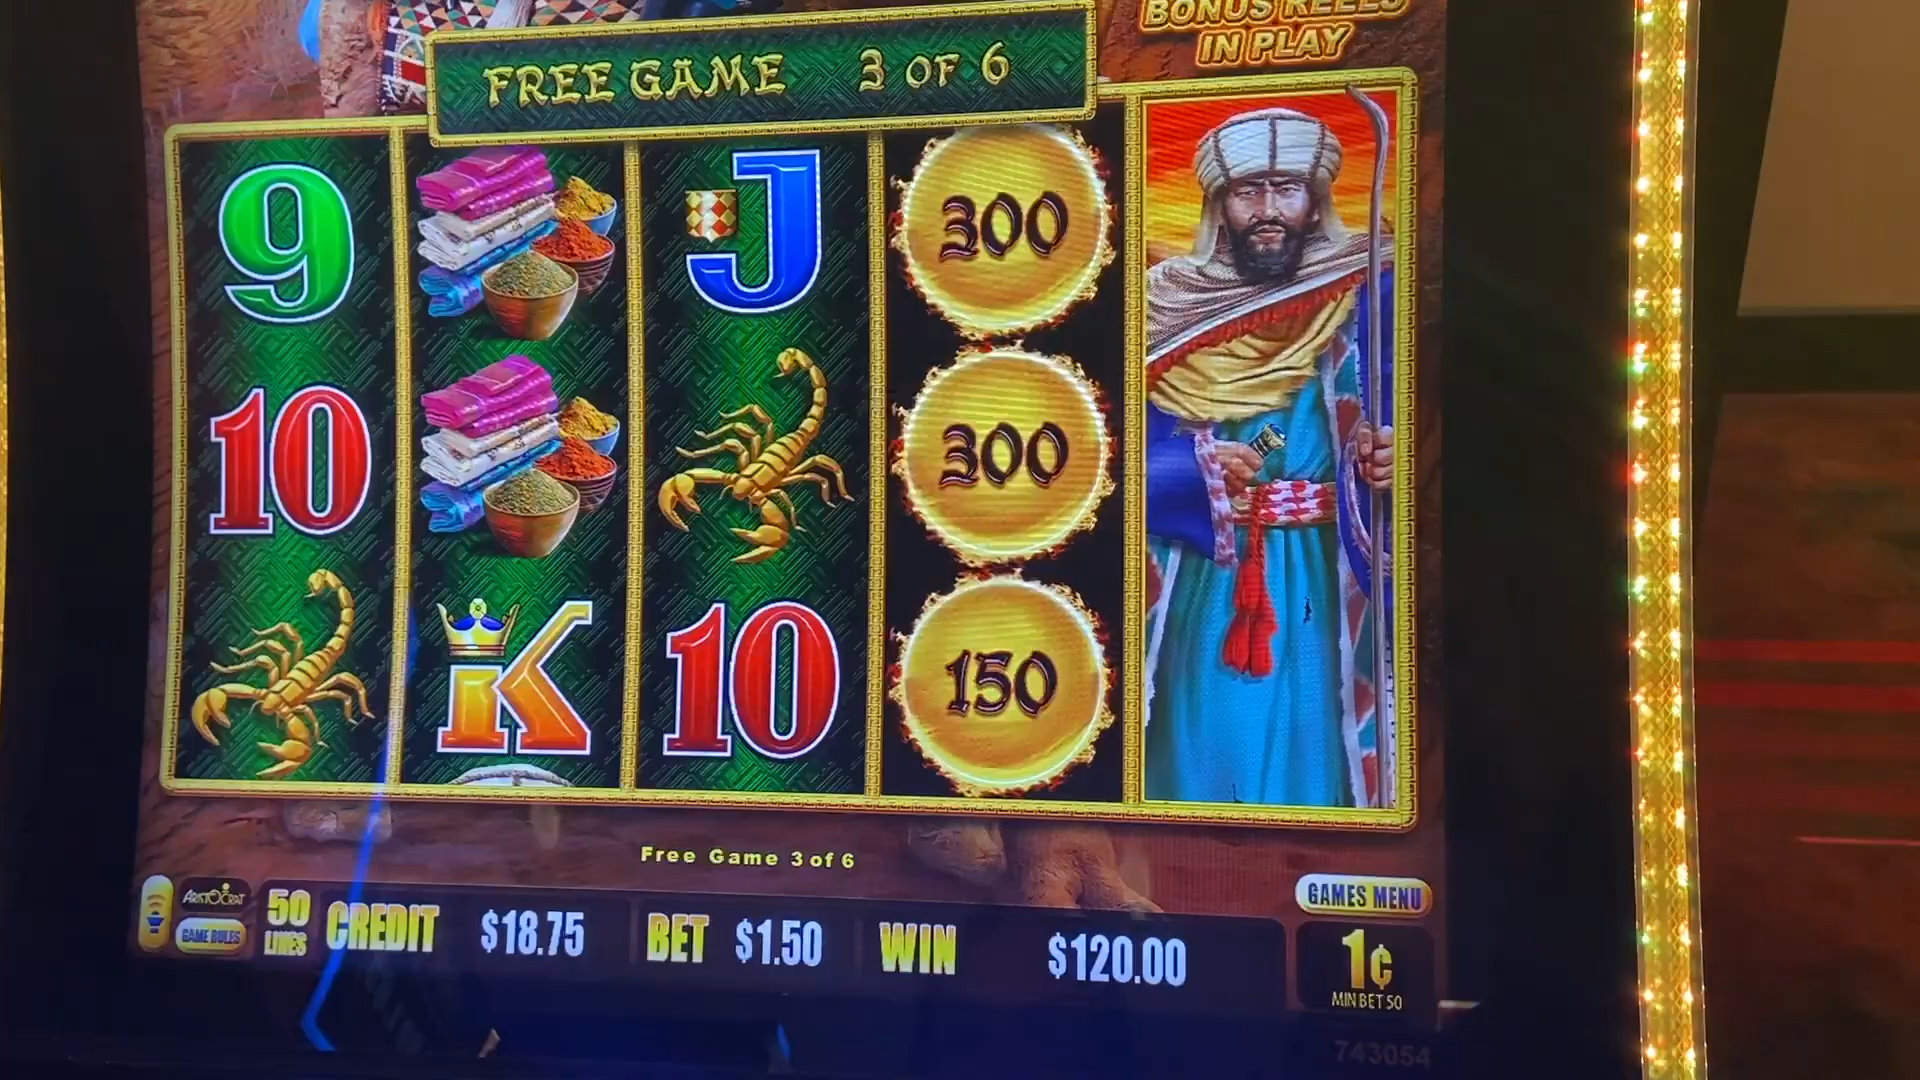 BONUS REELS
IN PLAY
FREE GAME 3 OF 6
9
J
300
10
300
K
10
150
Free Game 3 of 6
ARISTOCRAT
GAME RULES
50
LINES
CREDIT $18.75
BET $1.50
WIN $120.00
GAMES MENU
1¢
MIN BET 50
743054